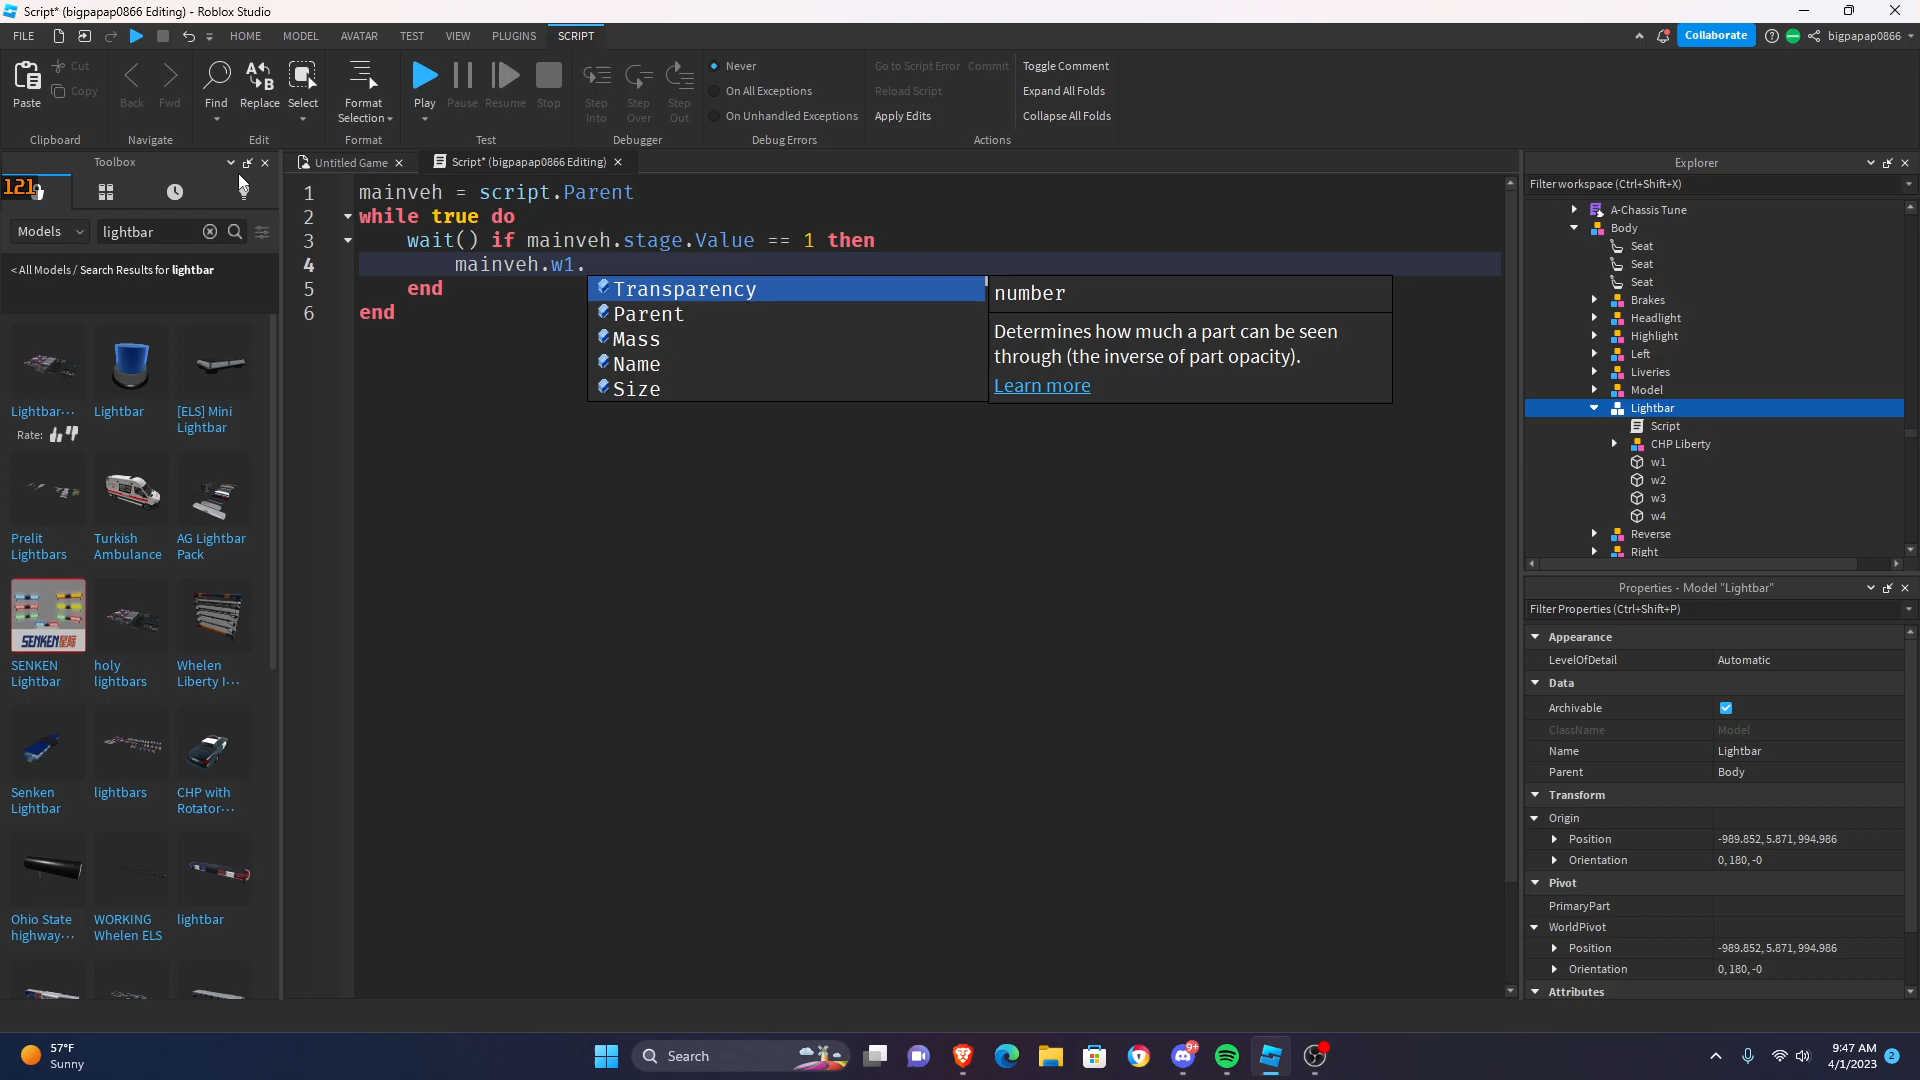 Script* (bigpapap0866 Editing) - Roblox Studio
FILE
HOME
MODEL
AVATAR
TEST
VIEW
PLUGINS
SCRIPT
Collaborate
bigpapap0866
Paste
Cut
Copy
Back
Fwd
Find
Replace
Select
Format
Selection
Play
Pause
Resume
Stop
Step
Into
Step
Over
Step
Out
Never
On All Exceptions
On Unhandled Exceptions
Go to Script Error
Commit
Reload Script
Apply Edits
Toggle Comment
Expand All Folds
Collapse All Folds
Clipboard
Navigate
Edit
Format
Test
Debugger
Debug Errors
Actions
Toolbox
121
Models
lightbar
< All Models / Search Results for lightbar
Lightbar...
Lightbar
[ELS] Mini
Lightbar
Rate:
Prelit
Lightbars
Turkish
Ambulance
AG Lightbar
Pack
SENKEN星际
SENKEN
Lightbar
holy
lightbars
Whelen
Liberty I...
Senken
Lightbar
lightbars
CHP with
Rotator...
Ohio State
highway...
WORKING
Whelen ELS
lightbar
Untitled Game
Script* (bigpapap0866 Editing)
1 mainveh = script.Parent
2 while true do
3 wait() if mainveh.stage.Value == 1 then
4 mainveh.w1.
5 end
6 end
Transparency
Parent
Mass
Name
Size
number
Determines how much a part can be seen
through (the inverse of part opacity).
Learn more
Explorer
Filter workspace (Ctrl+Shift+X)
A-Chassis Tune
Body
Seat
Seat
Seat
Brakes
Headlight
Highlight
Left
Liveries
Model
Lightbar
Script
CHP Liberty
w1
w2
w3
w4
Reverse
Right
Properties - Model "Lightbar"
Filter Properties (Ctrl+Shift+P)
Appearance
LevelOfDetail Automatic
Data
Archivable
ClassName Model
Name Lightbar
Parent Body
Transform
Origin
Position -989.852, 5.871, 994.986
Orientation 0, 180, -0
Pivot
PrimaryPart
WorldPivot
Position -989.852, 5.871, 994.986
Orientation 0, 180, -0
Attributes
57°F
Sunny
Search
9+
9:47 AM
4/1/2023
2